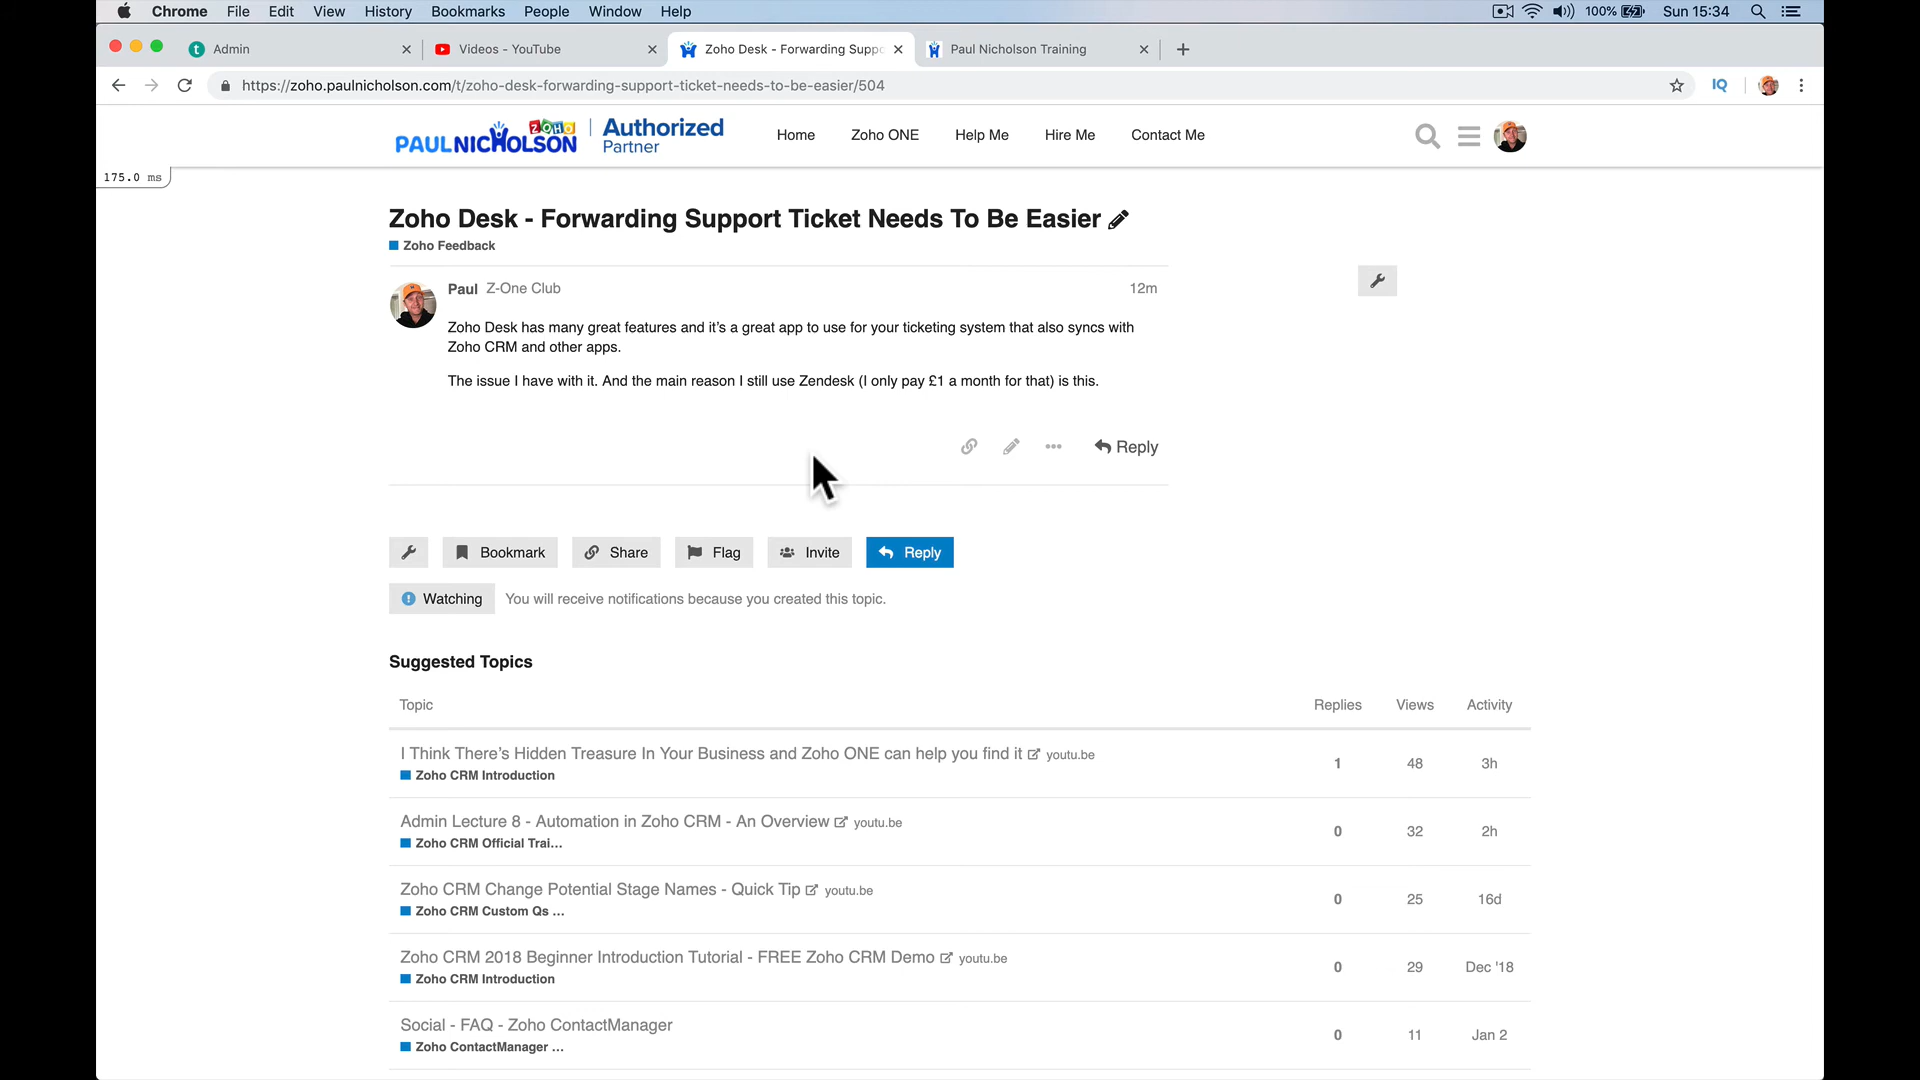 Chrome File Edit View History Bookmarks People Window Help 100% Sun 15:34
Admin Videos - YouTube Zoho Desk - Forwarding Suppo Paul Nicholson Training
https://zoho.paulnicholson.com/t/zoho-desk-forwarding-support-ticket-needs-to-be-easier/504 IQ
PAULNICHOLSON ZOHO Authorized Partner Home Zoho ONE Help Me Hire Me Contact Me
175.0 ms
Zoho Desk - Forwarding Support Ticket Needs To Be Easier
Zoho Feedback
Paul Z-One Club 12m
Zoho Desk has many great features and it's a great app to use for your ticketing system that also syncs with
Zoho CRM and other apps.
The issue I have with it. And the main reason I still use Zendesk (I only pay £1 a month for that) is this.
Reply
Bookmark Share Flag Invite Reply
Watching You will receive notifications because you created this topic.
Suggested Topics
Topic Replies Views Activity
I Think There's Hidden Treasure In Your Business and Zoho ONE can help you find it youtu.be
Zoho CRM Introduction
1 48 3h
Admin Lecture 8 - Automation in Zoho CRM - An Overview youtu.be
Zoho CRM Official Trai...
0 32 2h
Zoho CRM Change Potential Stage Names - Quick Tip youtu.be
Zoho CRM Custom Qs ...
0 25 16d
Zoho CRM 2018 Beginner Introduction Tutorial - FREE Zoho CRM Demo youtu.be
Zoho CRM Introduction
0 29 Dec '18
Social - FAQ - Zoho ContactManager
Zoho ContactManager ...
0 11 Jan 2